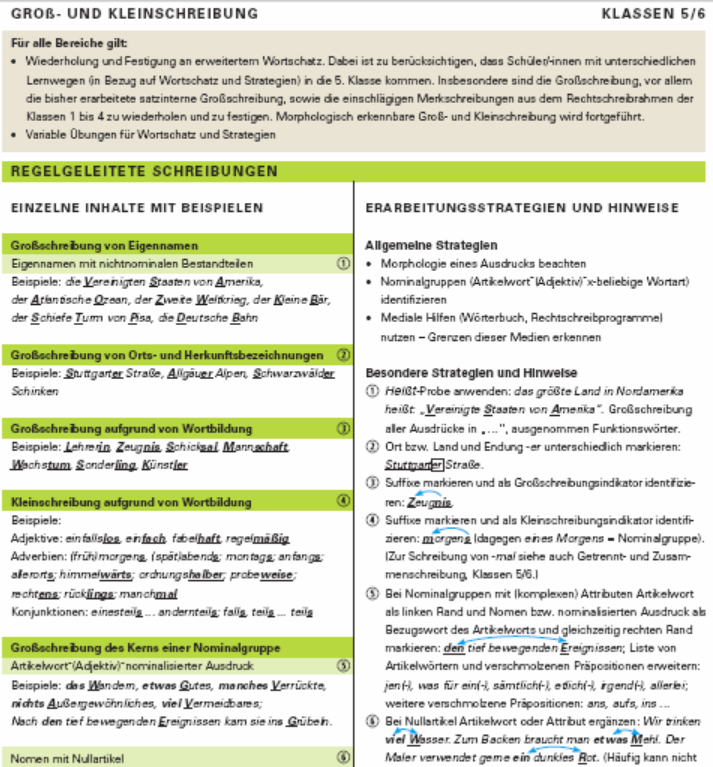 GROß- UND KLEINSCHREIBUNG
KLASSEN 5/6
Für alle Bereiche gilt:
• Wiederholung und Festigung an erweitertem Wortschatz. Dabei ist zu berücksichtigen, dass Schüler/-innen mit unterschiedlichen
Lernwegen (in Bezug auf Wortschatz und Strategien) in die 5. Klasse kommen. Insbesondere sind die Großschreibung, vor allem
die bisher erarbeitete satzinterne Großschreibung, sowie die einschlägigen Merkschreibungen aus dem Rechtschreibrahmen der
Klassen 1 bis 4 zu wiederholen und zu festigen. Morphologisch erkennbare Groß- und Kleinschreibung wird fortgeführt.
• Variable Übungen für Wortschatz und Strategien
REGELGELEITETE SCHREIBUNGEN
EINZELNE INHALTE MIT BEISPIELEN
Großschreibung von Eigennamen
Eigennamen mit nichtnominalen Bestandteilen ①
Beispiele: die Vereinigten Staaten von Amerika,
der Atlantische Ozean, der Zweite Weltkrieg, der Kleine Bär,
der Schiefe Turm von Pisa, die Deutsche Bahn
Großschreibung von Orts- und Herkunftsbezeichnungen ②
Beispiele: Stuttgarter Straße, Allgäuer Alpen, Schwarzwälder
Schinken
Großschreibung aufgrund von Wortbildung ③
Beispiele: Lehrerin, Zeugnis, Schicksal, Mannschaft,
Wachstum, Sonderling, Künstler
Kleinschreibung aufgrund von Wortbildung ④
Beispiele:
Adjektive: einfallslos, einfach, fabelhaft, regelmäßig
Adverbien: (früh)morgens, (spät)abends; montags; anfangs;
allerorts; himmelwärts; ordnungshalber; probeweise;
rechtens; rücklings; manchmal
Konjunktionen: einesteils ... andernteils; falls, teils ... teils
Großschreibung des Kerns einer Nominalgruppe
Artikelwort⁀(Adjektiv)⁀nominalisierter Ausdruck ⑤
Beispiele: das Wandern, etwas Gutes, manches Verrückte,
nichts Außergewöhnliches, viel Vermeidbares;
Nach den tief bewegenden Ereignissen kam sie ins Grübeln.
Nomen mit Nullartikel ⑥
ERARBEITUNGSSTRATEGIEN UND HINWEISE
Allgemeine Strategien
• Morphologie eines Ausdrucks beachten
• Nominalgruppen (Artikelwort⁀(Adjektiv)⁀x-beliebige Wortart)
identifizieren
• Mediale Hilfen (Wörterbuch, Rechtschreibprogramme)
nutzen – Grenzen dieser Medien erkennen
Besondere Strategien und Hinweise
① Heißt-Probe anwenden: das größte Land in Nordamerika
heißt: „Vereinigte Staaten von Amerika". Großschreibung
aller Ausdrücke in „...", ausgenommen Funktionswörter.
② Ort bzw. Land und Endung -er unterschiedlich markieren:
Stuttgarter Straße.
③ Suffixe markieren und als Großschreibungsindikator identifizie-
ren: Zeugnis.
④ Suffixe markieren und als Kleinschreibungsindikator identifi-
zieren: morgens (dagegen eines Morgens = Nominalgruppe).
(Zur Schreibung von -mal siehe auch Getrennt- und Zusam-
menschreibung, Klassen 5/6.)
⑤ Bei Nominalgruppen mit (komplexen) Attributen Artikelwort
als linken Rand und Nomen bzw. nominalisierten Ausdruck als
Bezugswort des Artikelworts und gleichzeitig rechten Rand
markieren: den tief bewegenden Ereignissen; Liste von
Artikelwörtern und verschmolzenen Präpositionen erweitern:
jen(-), was für ein(-), sämtlich(-), etlich(-), irgend(-), allerlei;
weitere verschmolzene Präpositionen: ans, aufs, ins ...
⑥ Bei Nullartikel Artikelwort oder Attribut ergänzen: Wir trinken
viel Wasser. Zum Backen braucht man etwas Mehl. Der
Maler verwendet gerne ein dunkles Rot. (Häufig kann nicht